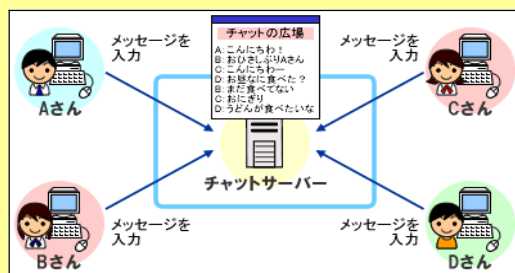 チャットの広場
A:こんにちわ！
B:おひさしぶりAさん
C:こんにちわー
D:お昼なに食べた？
B:まだ食べてない
C:おにぎり
D:うどんが食べたいな
メッセージを
入力
Aさん
メッセージを
入力
Cさん
チャットサーバー
メッセージを
入力
Bさん
メッセージを
入力
Dさん